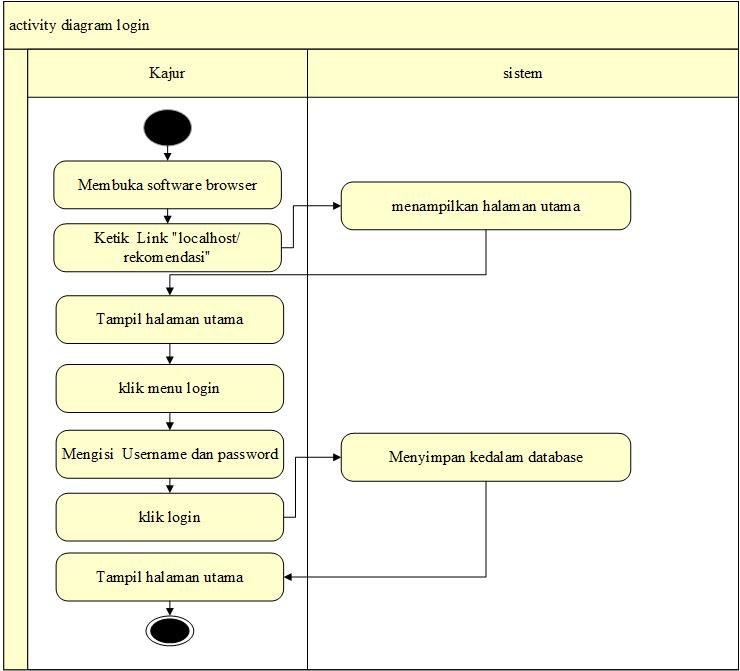 activity diagram login
Kajur
sistem
Membuka software browser
menampilkan halaman utama
Ketik  Link "localhost/
rekomendasi"
Tampil halaman utama
klik menu login
Mengisi  Username dan password
Menyimpan kedalam database
klik login
Tampil halaman utama